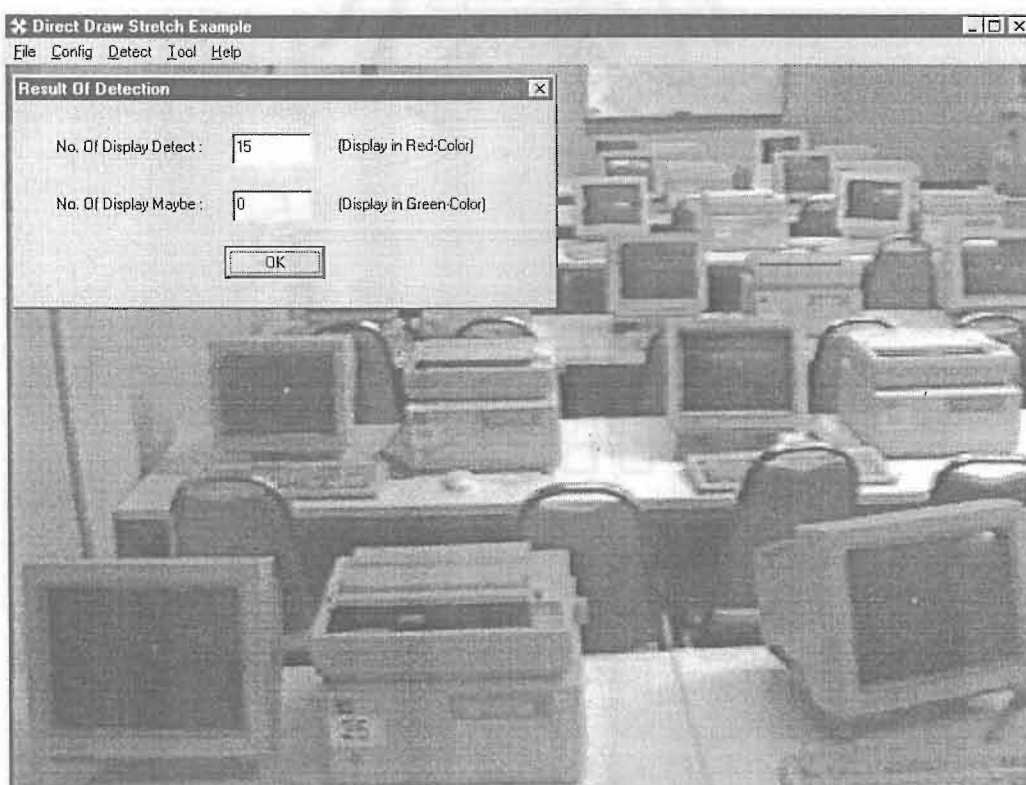 Direct Draw Stretch Example
File Config Detect Tool Help
Result Of Detection
No. Of Display Detect : 15 (Display in Red-Color)
No. Of Display Maybe : 0 (Display in Green-Color)
OK